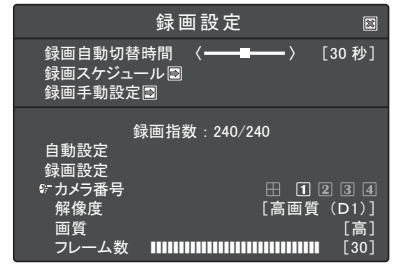 録画設定
録画自動切替時間 〈 〉 [30 秒]
録画スケジュール
録画手動設定
録画指数 : 240/240
自動設定
録画設定
カメラ番号 1 2 3 4
解像度 [高画質 (D1)]
画質 [高]
フレーム数 [30]